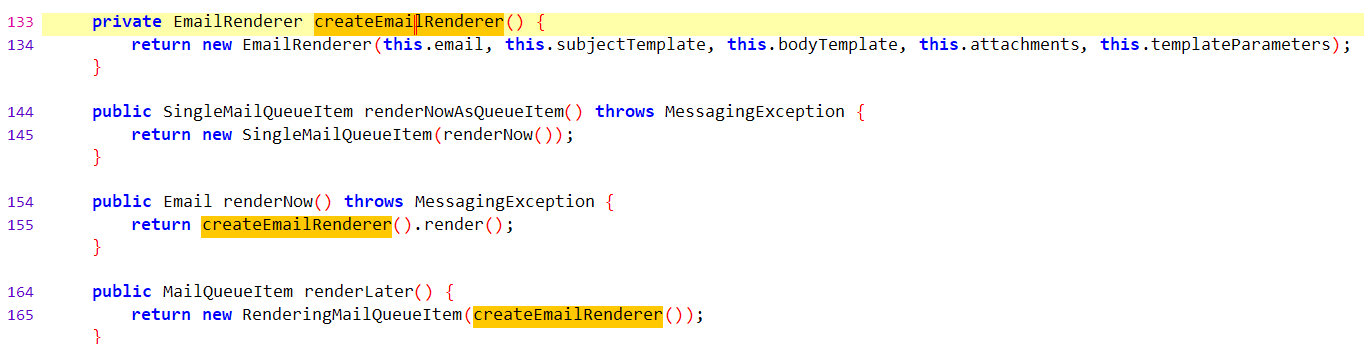 133 private EmailRenderer createEmailRenderer() {
134 return new EmailRenderer(this.email, this.subjectTemplate, this.bodyTemplate, this.attachments, this.templateParameters);
}
144 public SingleMailQueueItem renderNowAsQueueItem() throws MessagingException {
145 return new SingleMailQueueItem(renderNow());
}
154 public Email renderNow() throws MessagingException {
155 return createEmailRenderer().render();
}
164 public MailQueueItem renderLater() {
165 return new RenderingMailQueueItem(createEmailRenderer());
}